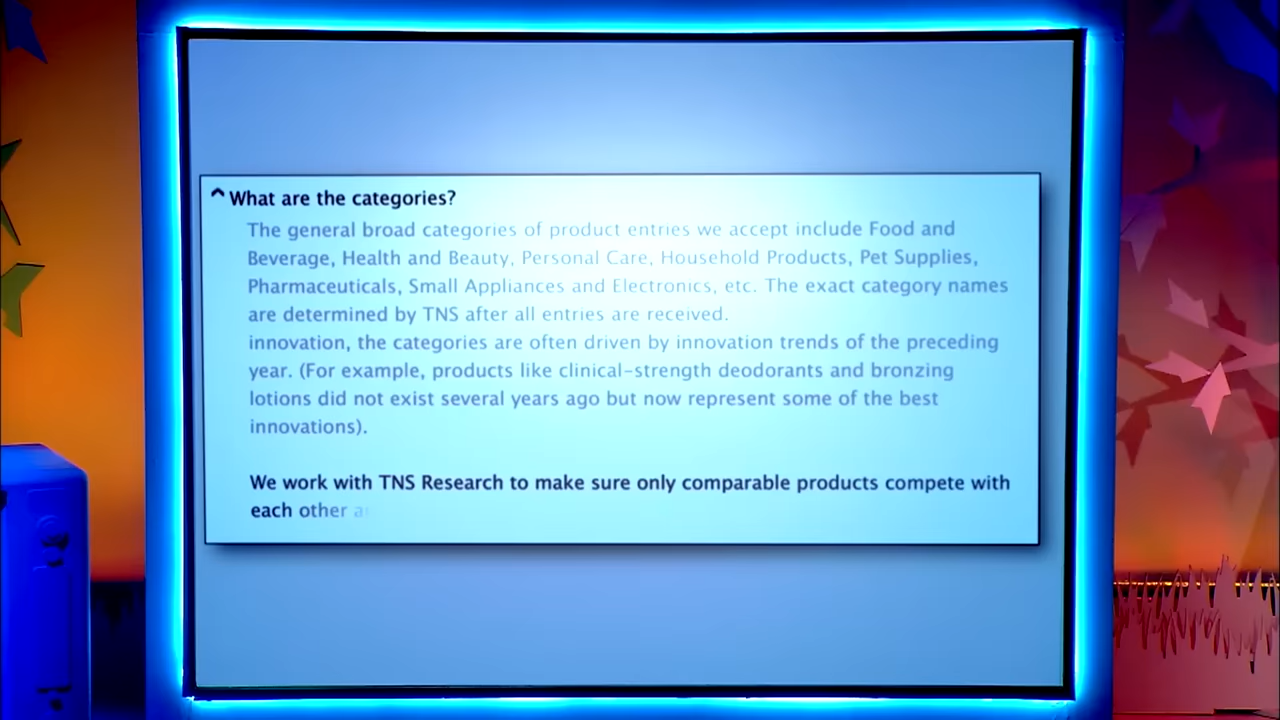 What are the categories?
The general broad categories of product entries we accept include Food and
Beverage, Health and Beauty, Personal Care, Household Products, Pet Supplies,
Pharmaceuticals, Small Appliances and Electronics, etc. The exact category names
are determined by TNS after all entries are received.
innovation, the categories are often driven by innovation trends of the preceding
year. (For example, products like clinical-strength deodorants and bronzing
lotions did not exist several years ago but now represent some of the best
innovations).
We work with TNS Research to make sure only comparable products compete with
each other